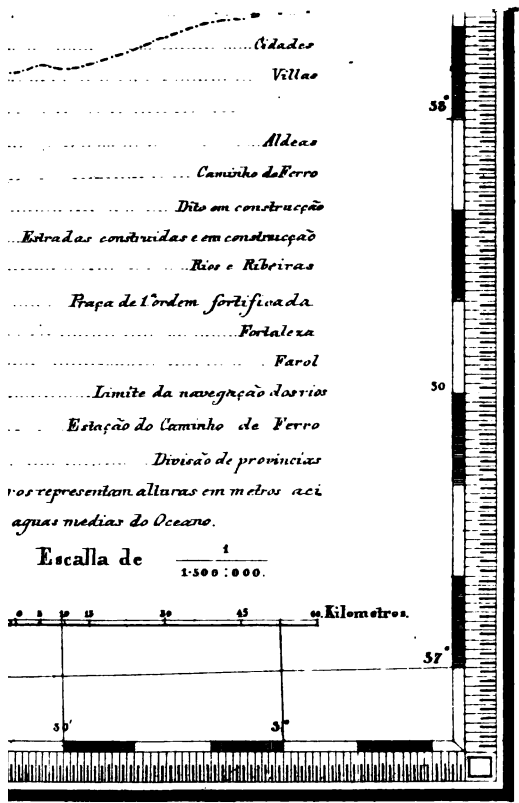 Cidades
Villas
38°
Aldeas
Caminho de Ferro
Dito em construcção
Estradas construidas e em construcção
Rios e Ribeiras
Praça de 1ª ordem fortificada
Fortaleza
Farol
Limite da navegação dos rios
30
Estação do Caminho de Ferro
Divisão de provincias
ros representam alturas em metros aci
aguas medias do Oceano.
Escalla de 1
1·500:000.
0 5 10 15 30 45 60 Kilometros.
37°
30'